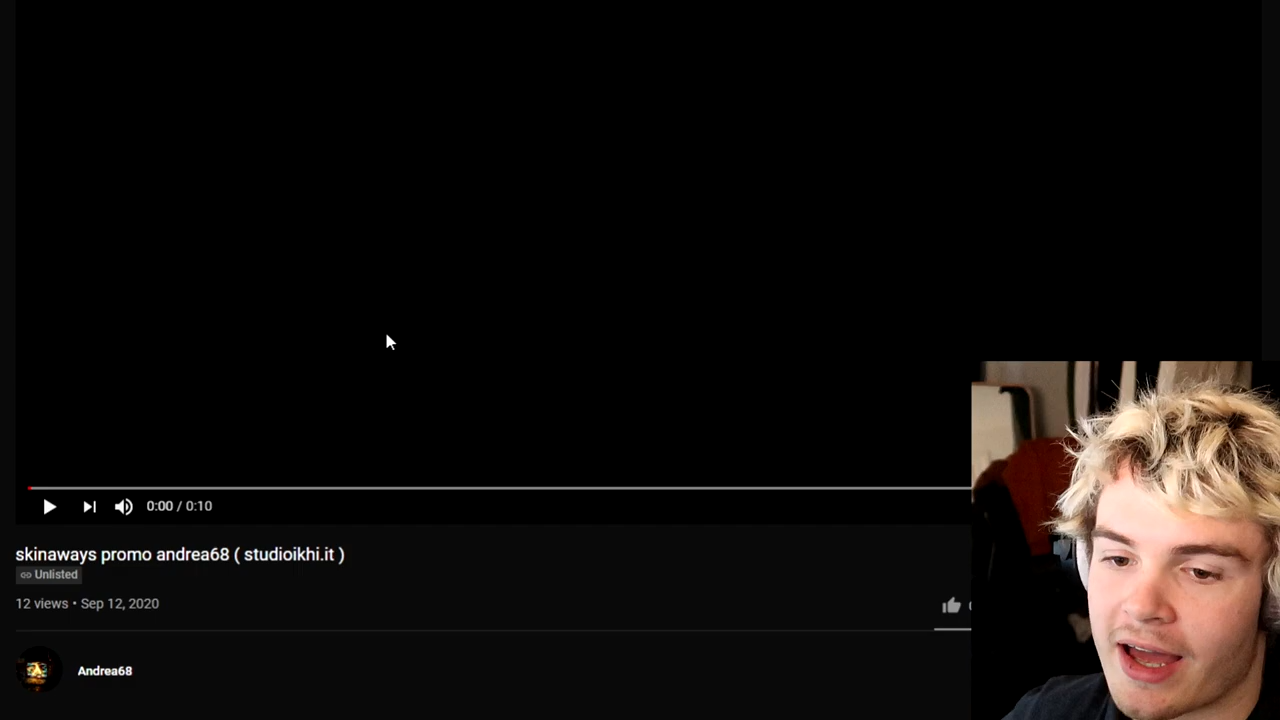 0:00 / 0:10
skinaways promo andrea68 ( studioikhi.it )
Unlisted
12 views • Sep 12, 2020
Andrea68